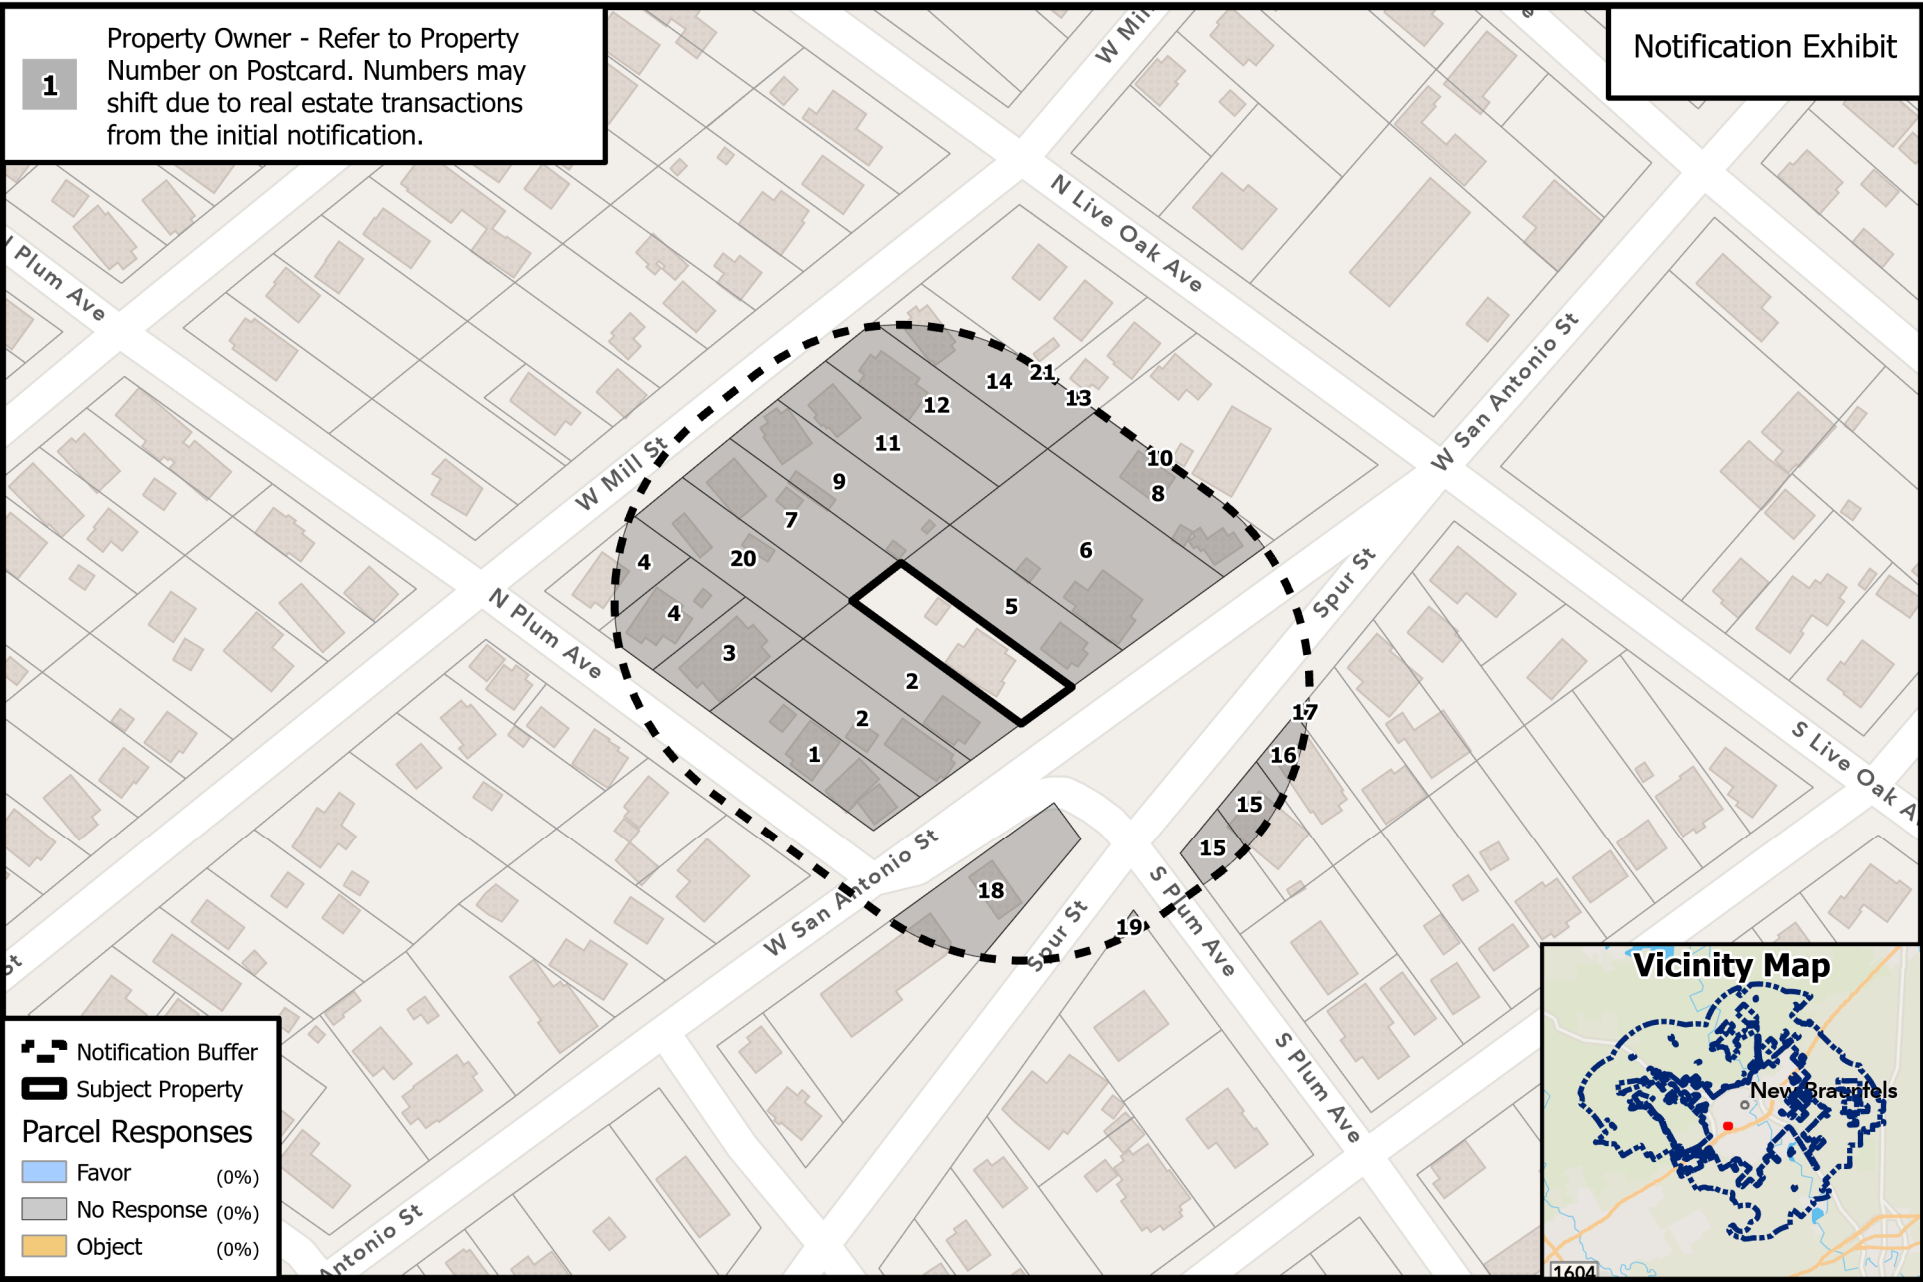 1
Property Owner - Refer to Property
Number on Postcard. Numbers may
shift due to real estate transactions
from the initial notification.
Notification Exhibit
W Mill
N Live Oak Ave
N Plum Ave
W San Antonio St
W Mill St
N Plum Ave
Spur St
S Live Oak A
W San Antonio St
Spur St
S Plum Ave
S Plum Ave
St
Antonio St
21
14
13
12
11
10
9
8
7
6
20
4
5
4
3
2
2
1
17
16
15
15
18
19
Notification Buffer
Subject Property
Parcel Responses
Favor (0%)
No Response (0%)
Object (0%)
Vicinity Map
New Braunfels
1604